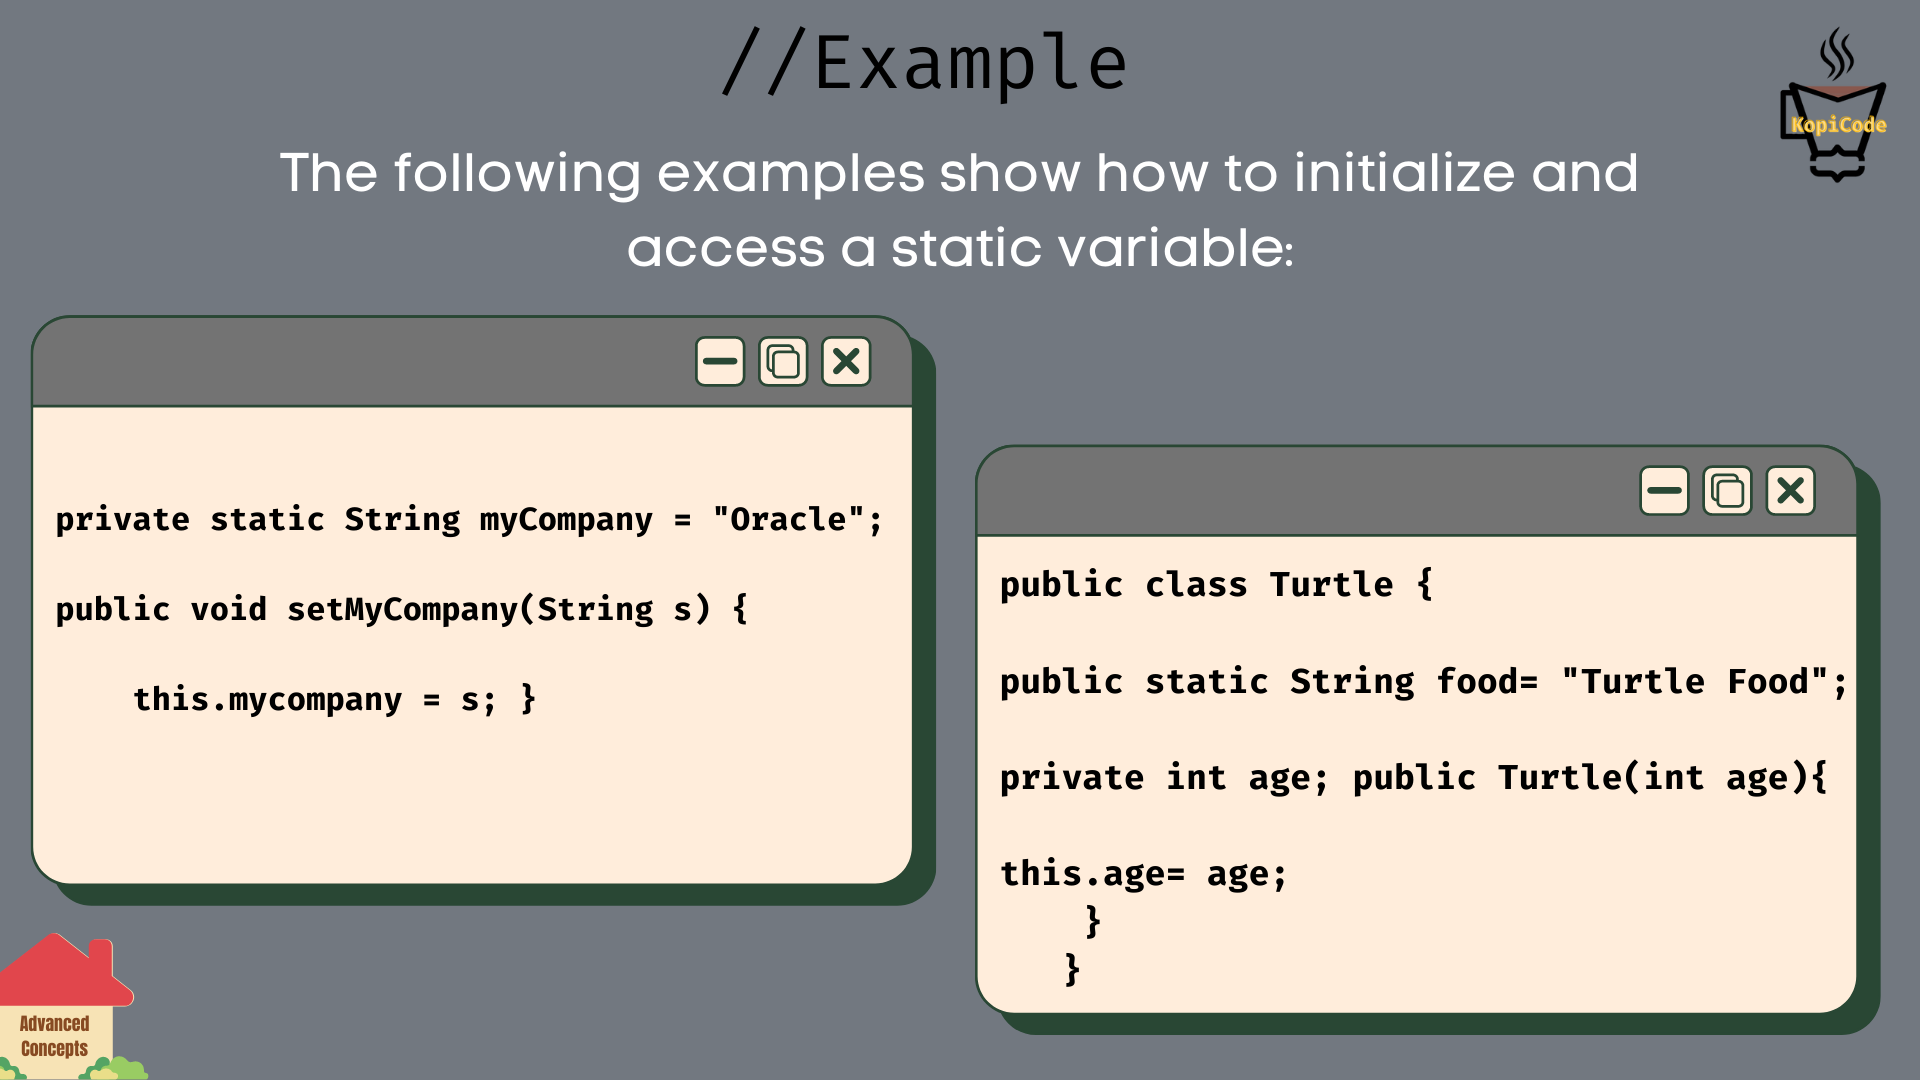 //Example
KopiCode
The following examples show how to initialize and
access a static variable:
private static String myCompany = "Oracle";
public void setMyCompany(String s) {
    this.mycompany = s; }
public class Turtle {
public static String food= "Turtle Food";
private int age; public Turtle(int age){
this.age= age;
    }
   }
Advanced
Concepts